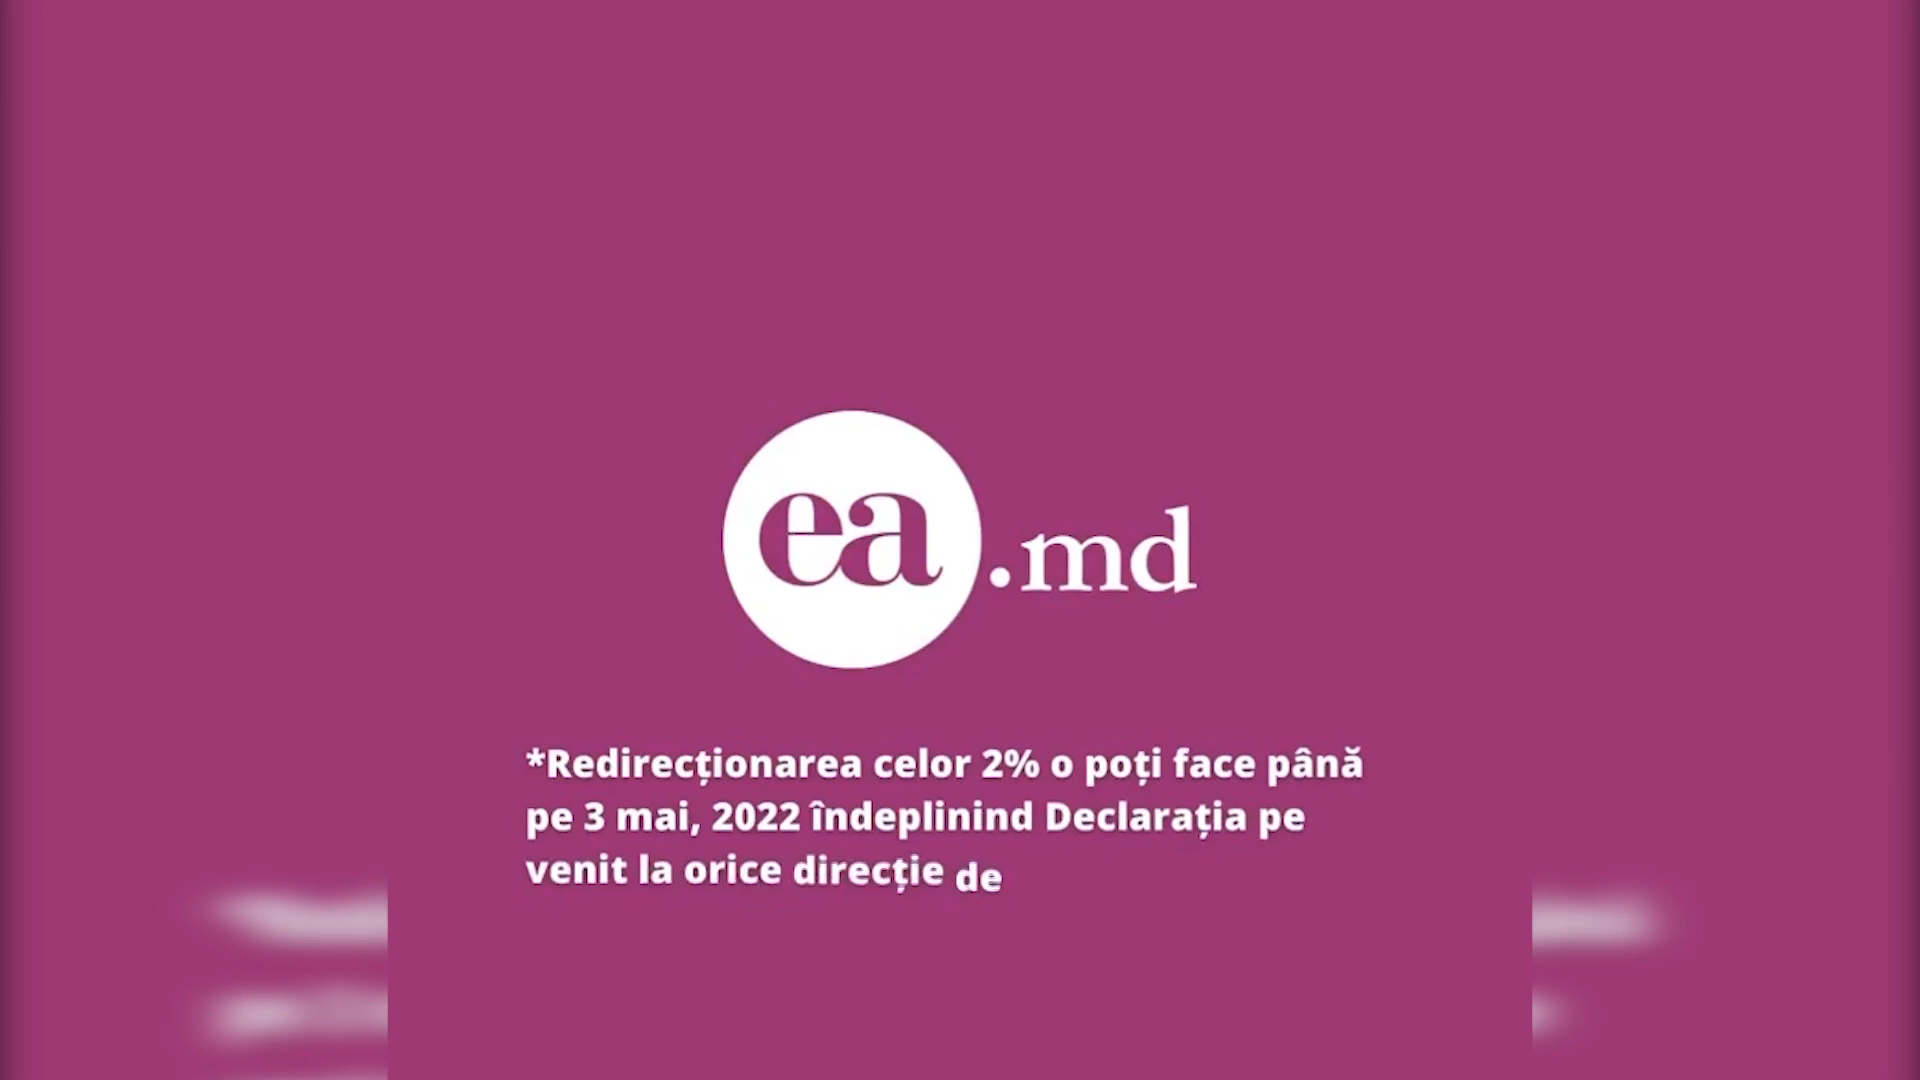 ea.md
*Redirecționarea celor 2% o poți face până
pe 3 mai, 2022 îndeplinind Declarația pe
venit la orice direcție de